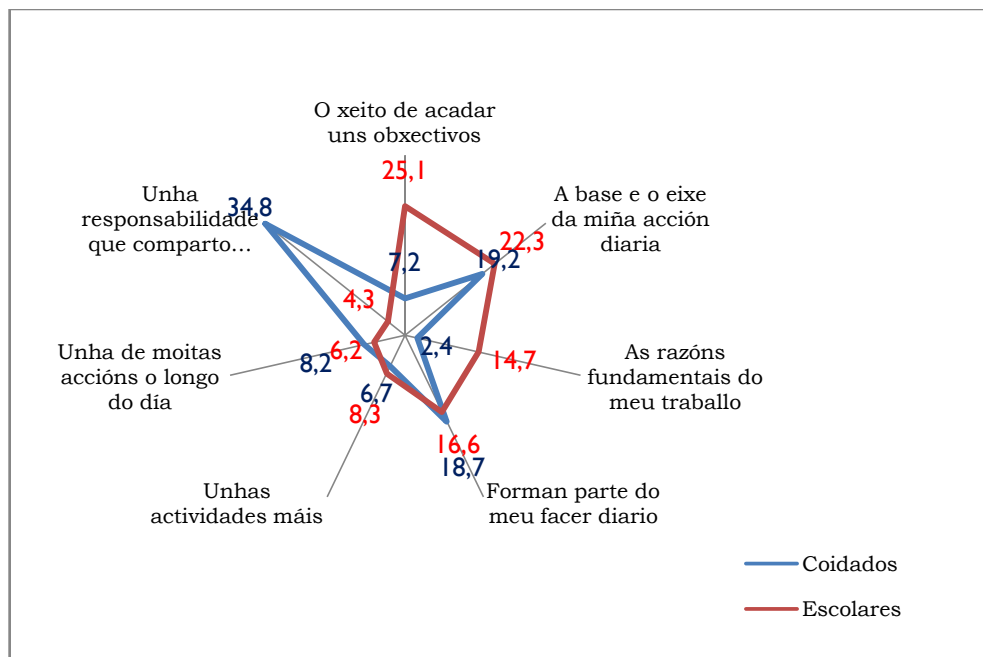 O xeito de acadar
uns obxectivos
25,1
A base e o eixe
da miña acción
diaria
22,3
19,2
Unha
responsabilidade
que comparto…
34,8
7,2
4,3
2,4
As razóns
fundamentais do
meu traballo
14,7
Unha de moitas
accións o longo
do día
6,2
8,2
6,7
8,3
16,6
18,7
Unhas
actividades máis
Forman parte do
meu facer diario
Coidados
Escolares